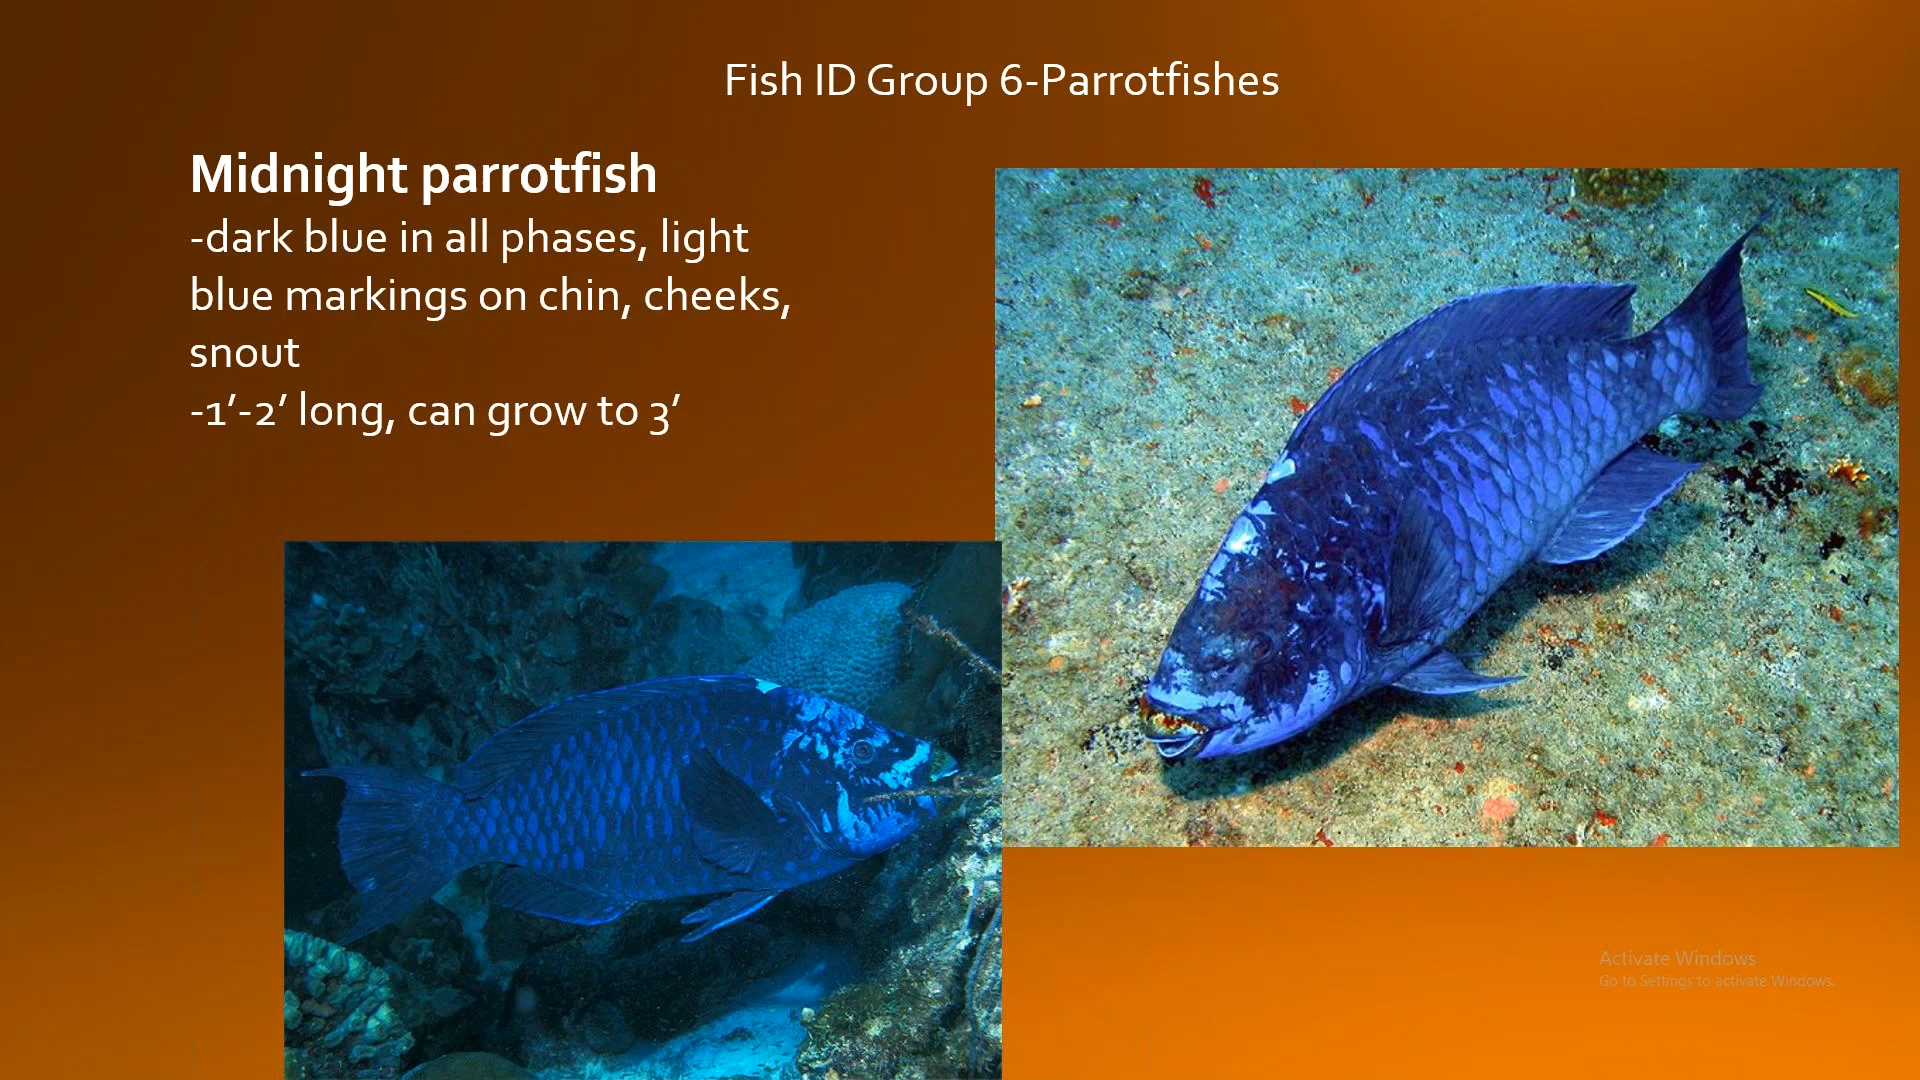 Fish ID Group 6-Parrotfishes
Midnight parrotfish
-dark blue in all phases, light
blue markings on chin, cheeks,
snout
-1’-2’ long, can grow to 3’
Activate Windows
Go to Settings to activate Windows.